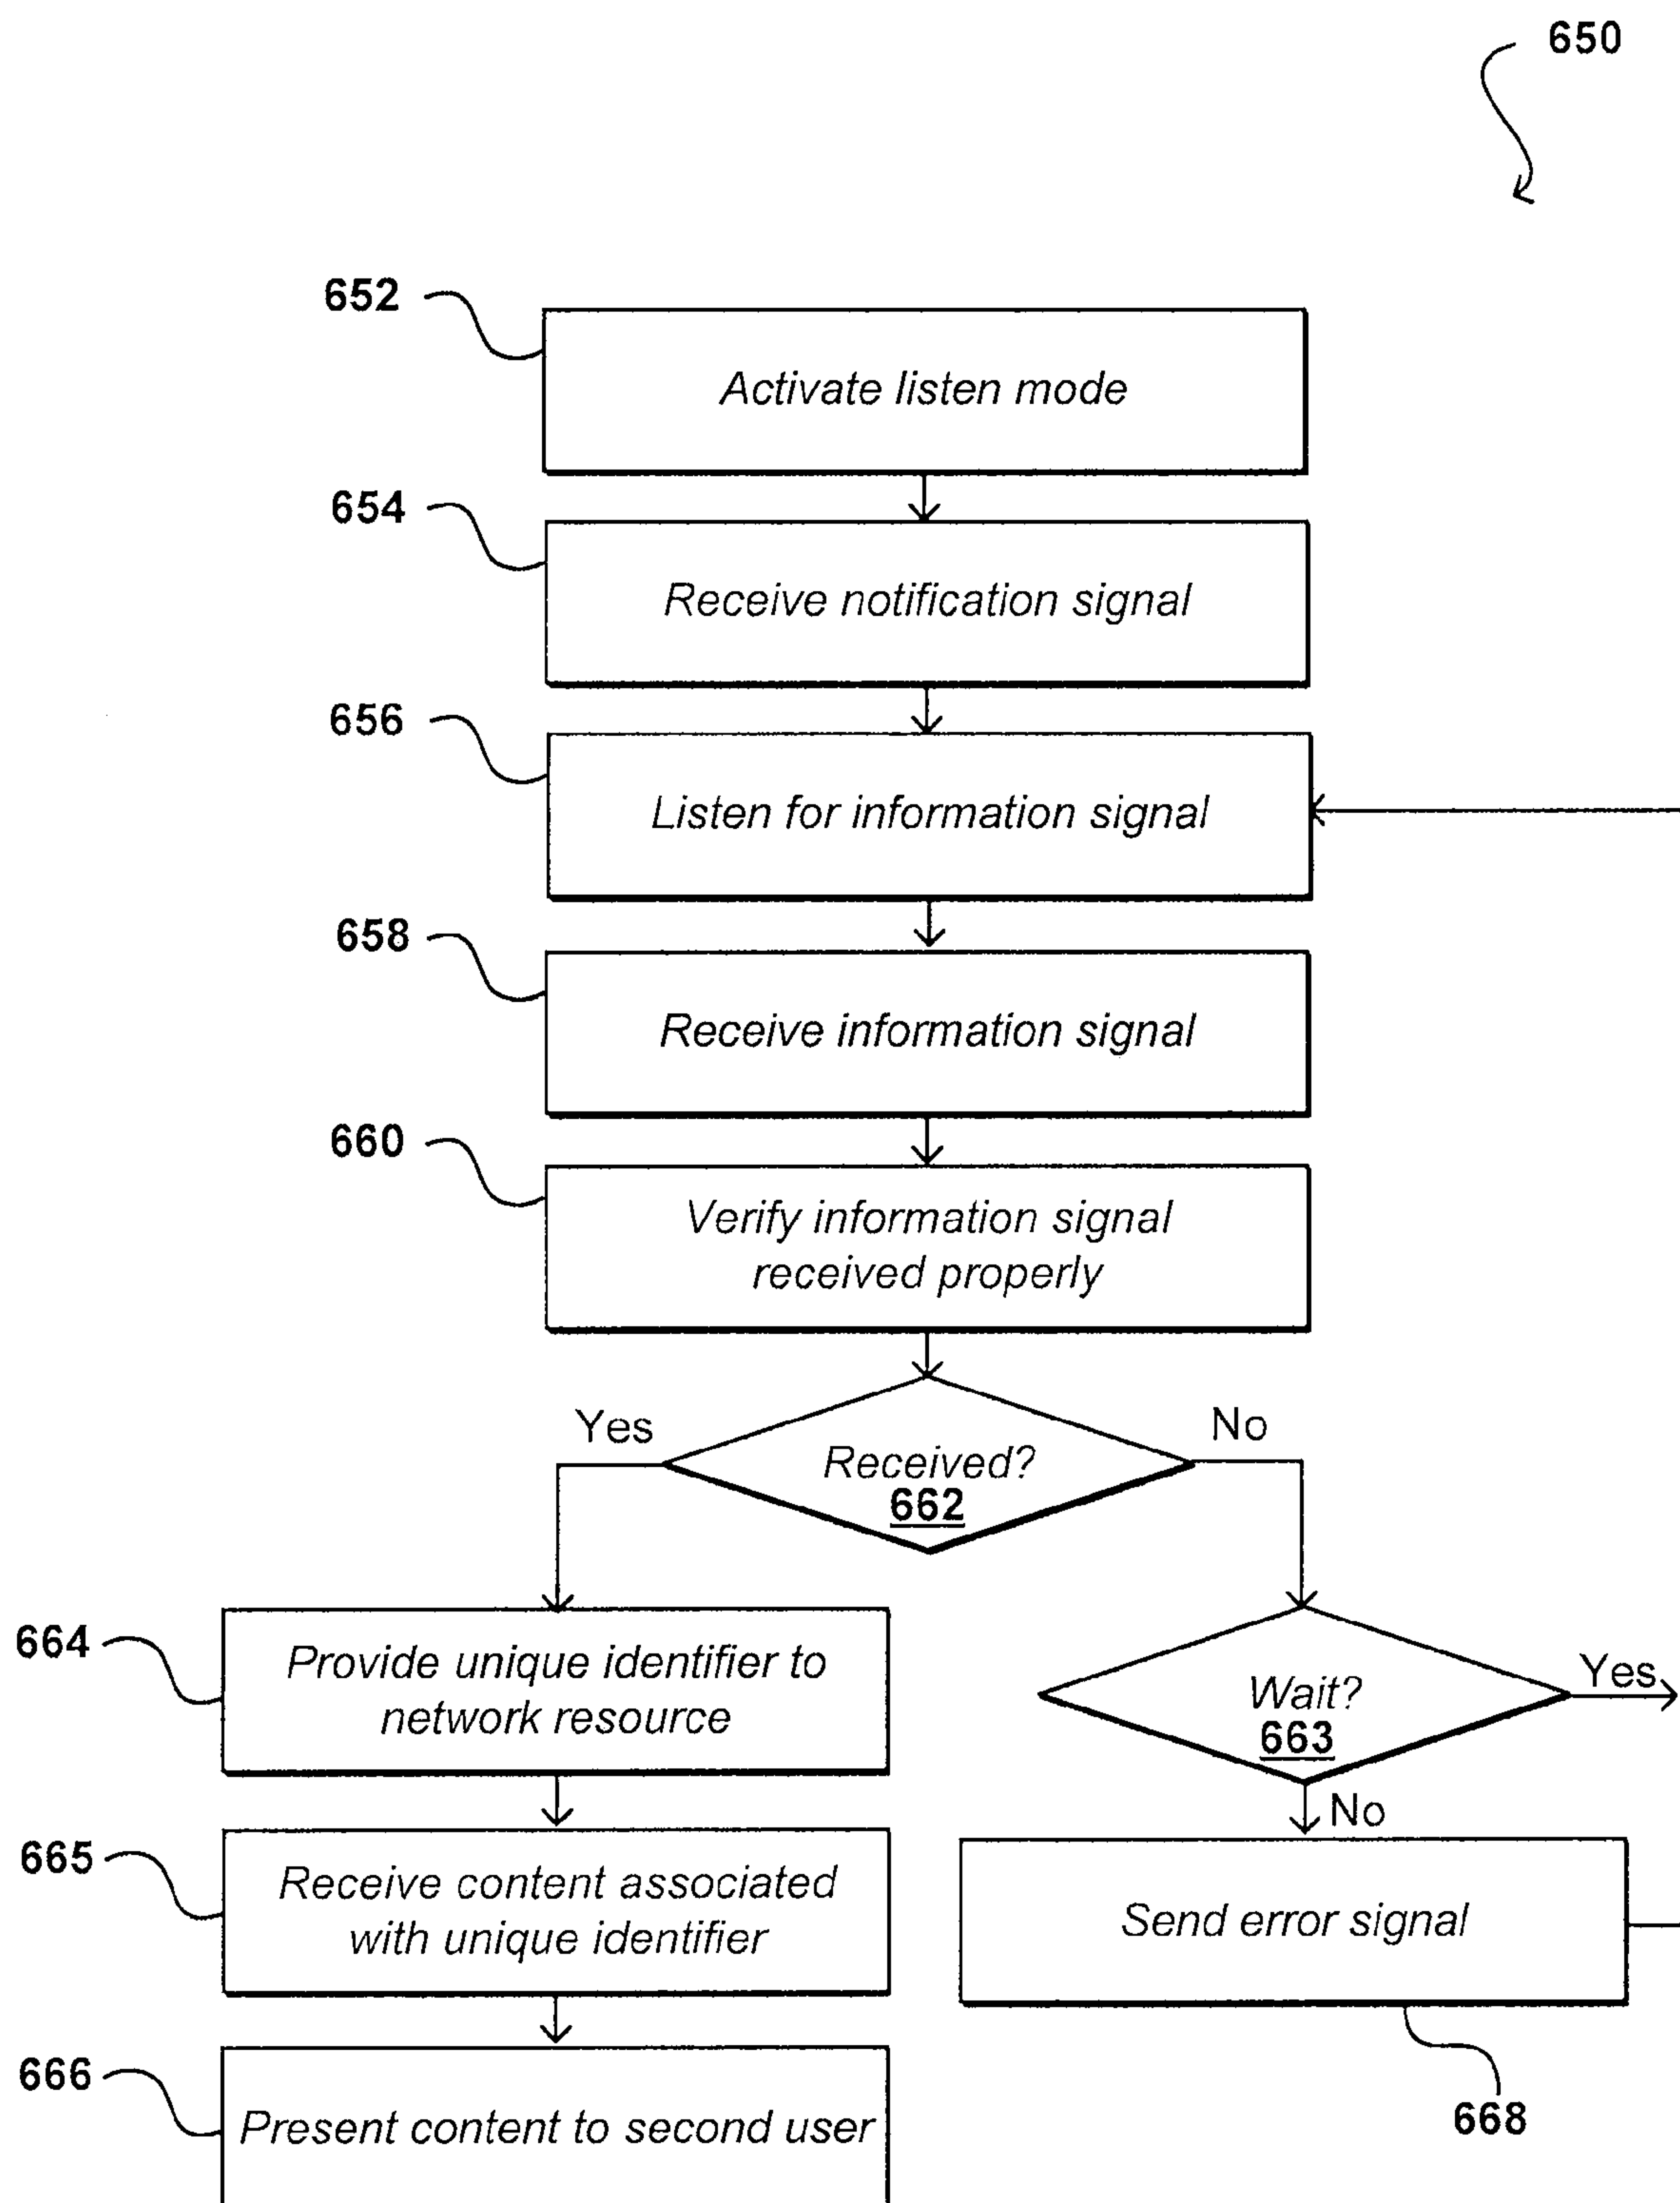 650
652
Activate listen mode
654
Receive notification signal
656
Listen for information signal
658
Receive information signal
660
Verify information signal
received properly
Yes
No
Received?
662
664
Provide unique identifier to
network resource
Wait?
663
Yes
No
665
Receive content associated
with unique identifier
Send error signal
666
Present content to second user
668